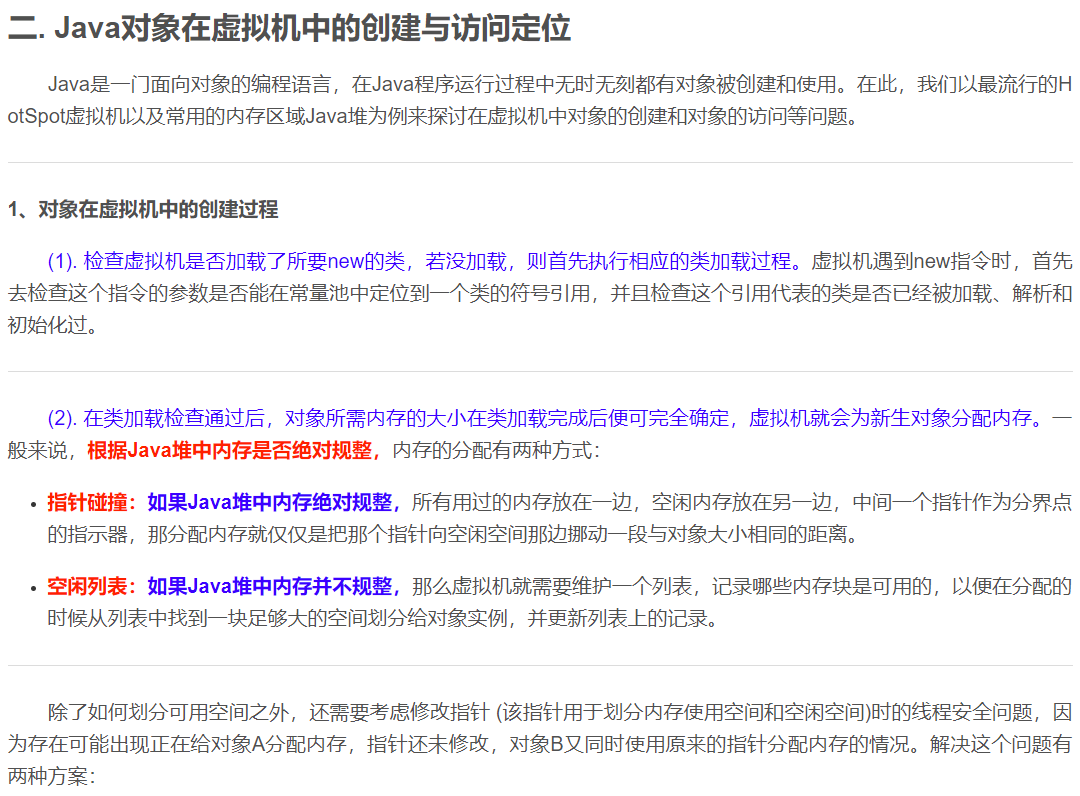 二. Java对象在虚拟机中的创建与访问定位
Java是一门面向对象的编程语言，在Java程序运行过程中无时无刻都有对象被创建和使用。在此，我们以最流行的H
otSpot虚拟机以及常用的内存区域Java堆为例来探讨在虚拟机中对象的创建和对象的访问等问题。
1、对象在虚拟机中的创建过程
(1). 检查虚拟机是否加载了所要new的类，若没加载，则首先执行相应的类加载过程。虚拟机遇到new指令时，首先
去检查这个指令的参数是否能在常量池中定位到一个类的符号引用，并且检查这个引用代表的类是否已经被加载、解析和
初始化过。
(2). 在类加载检查通过后，对象所需内存的大小在类加载完成后便可完全确定，虚拟机就会为新生对象分配内存。一
般来说，根据Java堆中内存是否绝对规整，内存的分配有两种方式：
• 指针碰撞：如果Java堆中内存绝对规整，所有用过的内存放在一边，空闲内存放在另一边，中间一个指针作为分界点
的指示器，那分配内存就仅仅是把那个指针向空闲空间那边挪动一段与对象大小相同的距离。
• 空闲列表：如果Java堆中内存并不规整，那么虚拟机就需要维护一个列表，记录哪些内存块是可用的，以便在分配的
时候从列表中找到一块足够大的空间划分给对象实例，并更新列表上的记录。
除了如何划分可用空间之外，还需要考虑修改指针 (该指针用于划分内存使用空间和空闲空间)时的线程安全问题，因
为存在可能出现正在给对象A分配内存，指针还未修改，对象B又同时使用原来的指针分配内存的情况。解决这个问题有
两种方案：